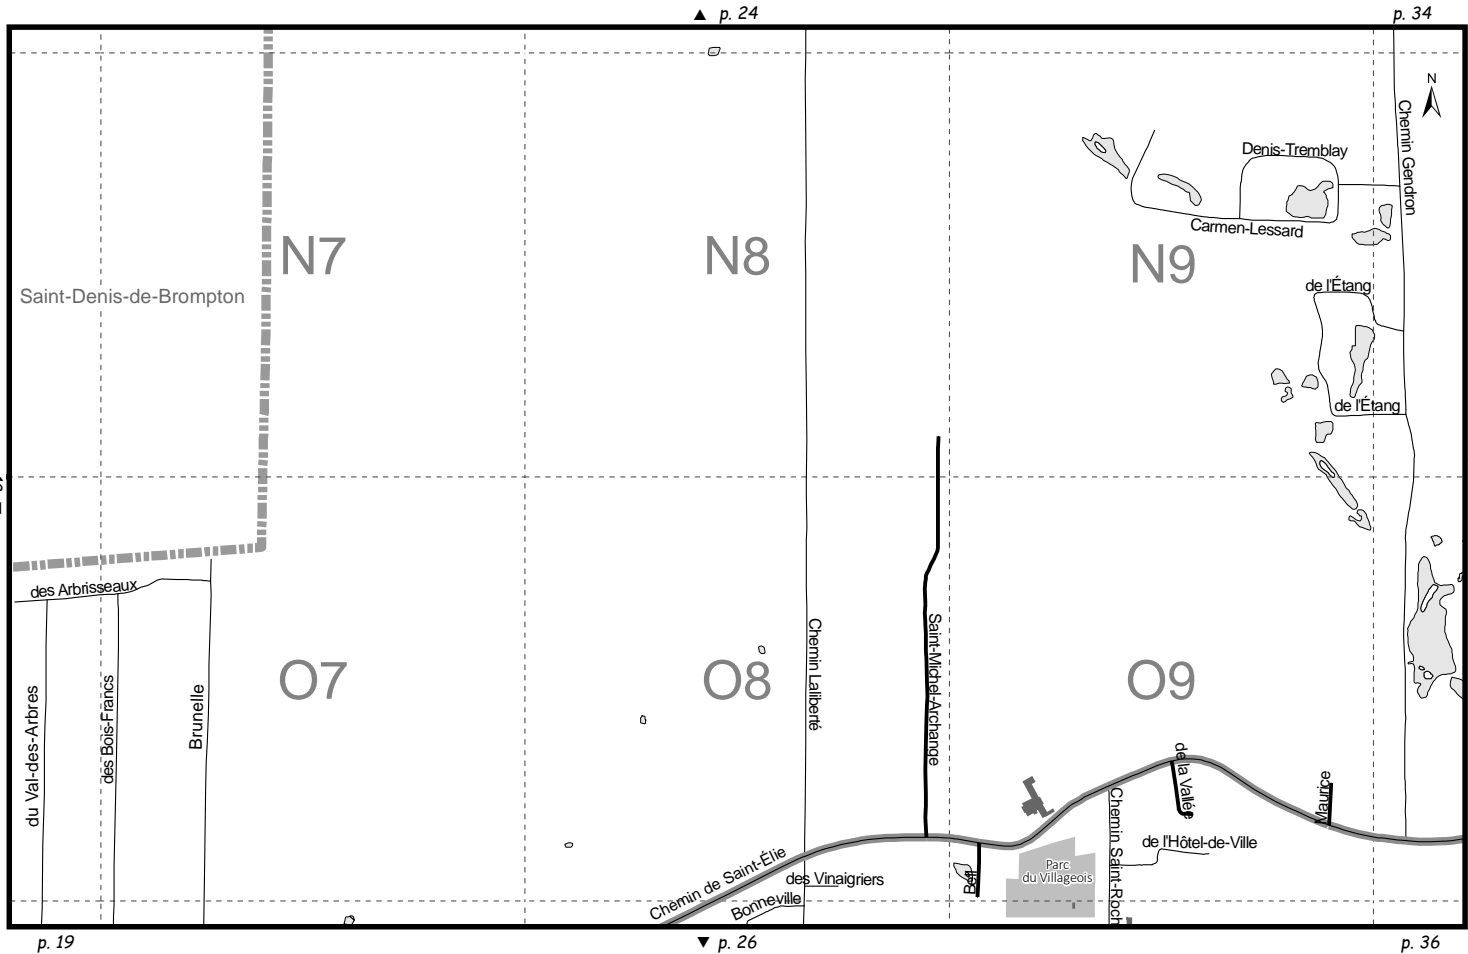 p. 24
p. 34
N
Chemin Gendron
Denis-Tremblay
Carmen-Lessard
N7
N8
N9
Saint-Denis-de-Brompton
de l'Étang
de l'Étang
des Arbrisseaux
Chemin Laliberté
Saint-Michel-Archange
O7
O8
O9
du Val-des-Arbres
des Bois-Francs
Brunelle
de la Vallée
Maurice
Chemin Saint-Roch
de l'Hôtel-de-Ville
Chemin de Saint-Élie
Parc
du Villageois
des Vinaigriers
Bell
Bonneville
p. 19
p. 26
p. 36